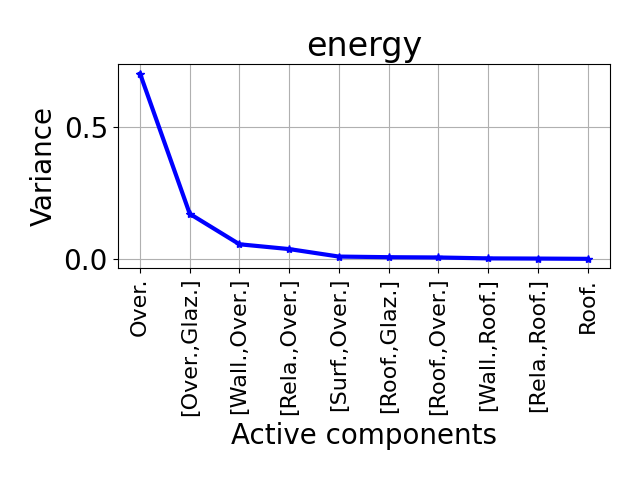 energy
Variance
0.5
0.0
Over.
[Over.,Glaz.]
[Wall.,Over.]
[Rela.,Over.]
[Surf.,Over.]
[Roof.,Glaz.]
[Roof.,Over.]
[Wall.,Roof.]
[Rela.,Roof.]
Roof.
Active components